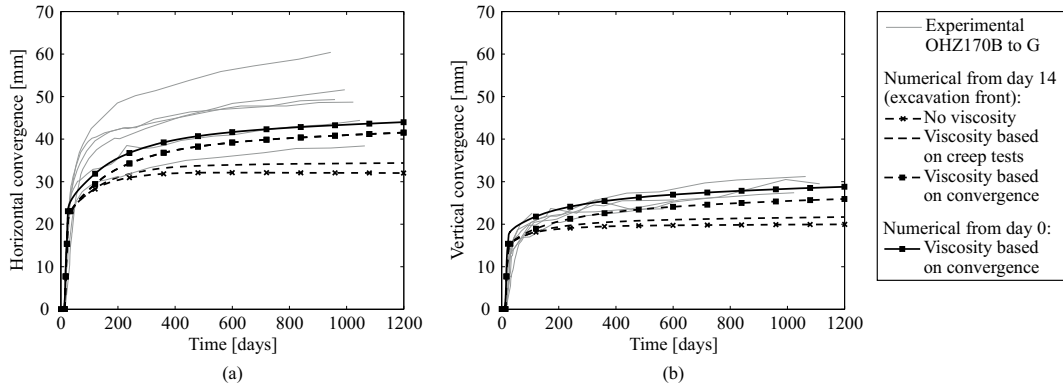 70
60
50
40
30
20
10
0
Horizontal convergence [mm]
0 200 400 600 800 1000 1200
Time [days]
(a)
70
60
50
40
30
20
10
0
Vertical convergence [mm]
0 200 400 600 800 1000 1200
Time [days]
(b)
Experimental
OHZ170B to G
Numerical from day 14
(excavation front):
No viscosity
Viscosity based
on creep tests
Viscosity based
on convergence
Numerical from day 0:
Viscosity based
on convergence